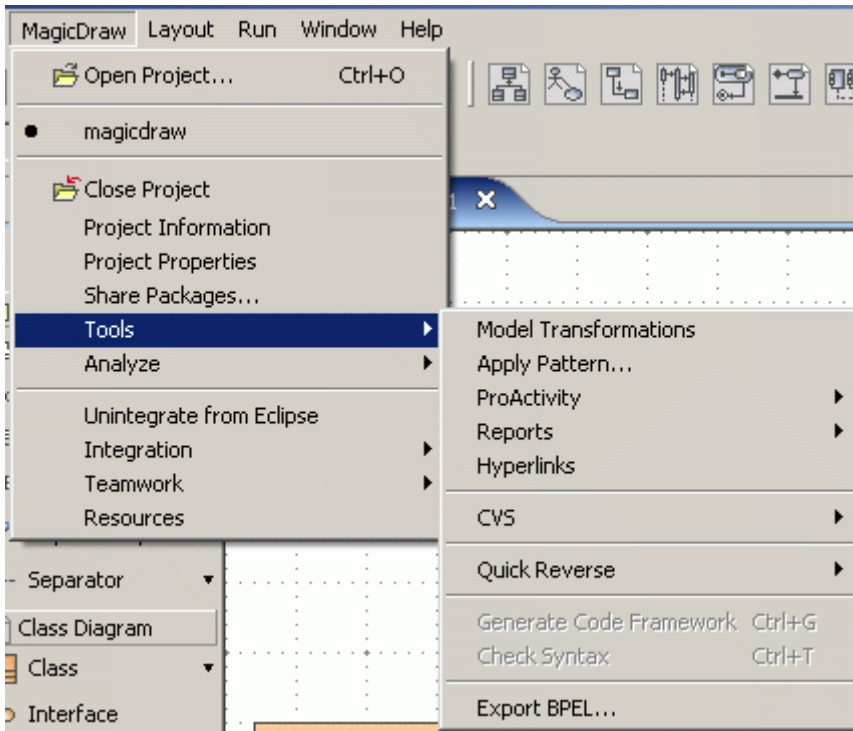 MagicDraw Layout Run Window Help
Open Project... Ctrl+O
magicdraw
Close Project
Project Information
Project Properties
Share Packages...
Tools
Analyze
Unintegrate from Eclipse
Integration
Teamwork
Resources
1
Model Transformations
Apply Pattern...
ProActivity
Reports
Hyperlinks
CVS
Quick Reverse
Generate Code Framework Ctrl+G
Check Syntax Ctrl+T
Export BPEL...
Separator
Class Diagram
Class
Interface